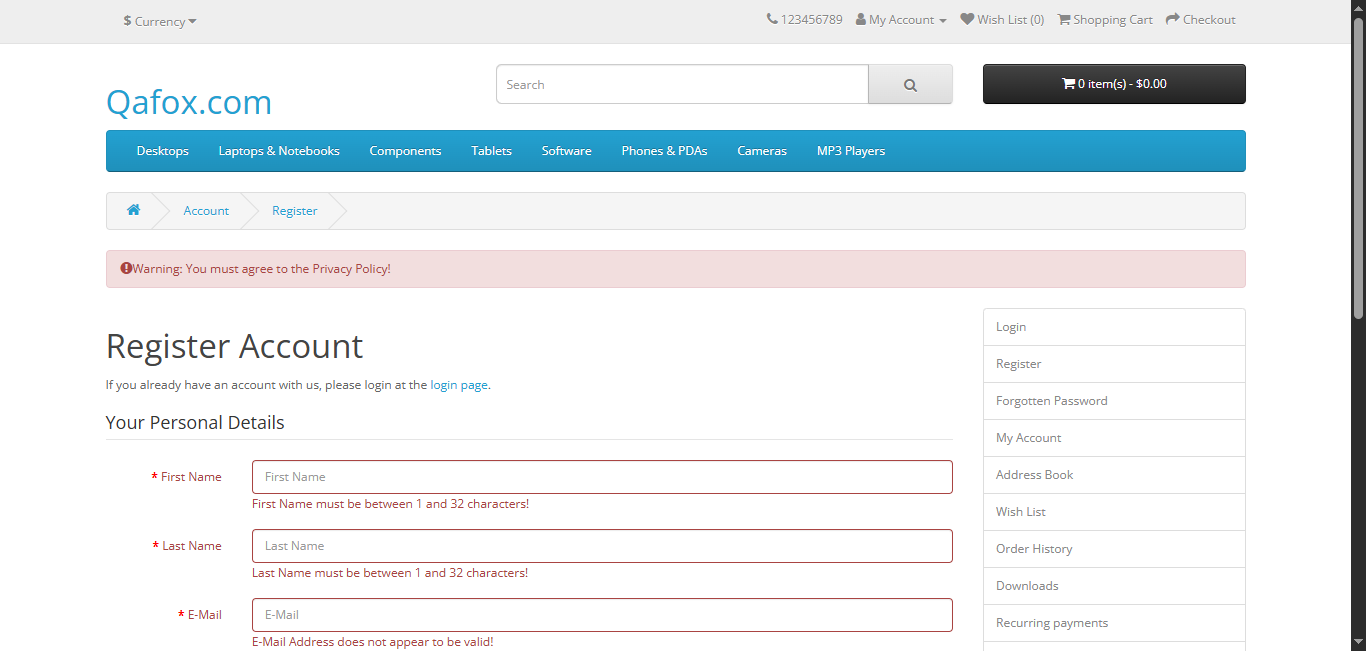 $ Currency
123456789 My Account Wish List (0) Shopping Cart Checkout
Qafox.com
Search
0 item(s) - $0.00
Desktops Laptops & Notebooks Components Tablets Software Phones & PDAs Cameras MP3 Players
Account Register
Warning: You must agree to the Privacy Policy!
Register Account
If you already have an account with us, please login at the login page.
Your Personal Details
* First Name
First Name
First Name must be between 1 and 32 characters!
* Last Name
Last Name
Last Name must be between 1 and 32 characters!
* E-Mail
E-Mail
E-Mail Address does not appear to be valid!
Login
Register
Forgotten Password
My Account
Address Book
Wish List
Order History
Downloads
Recurring payments